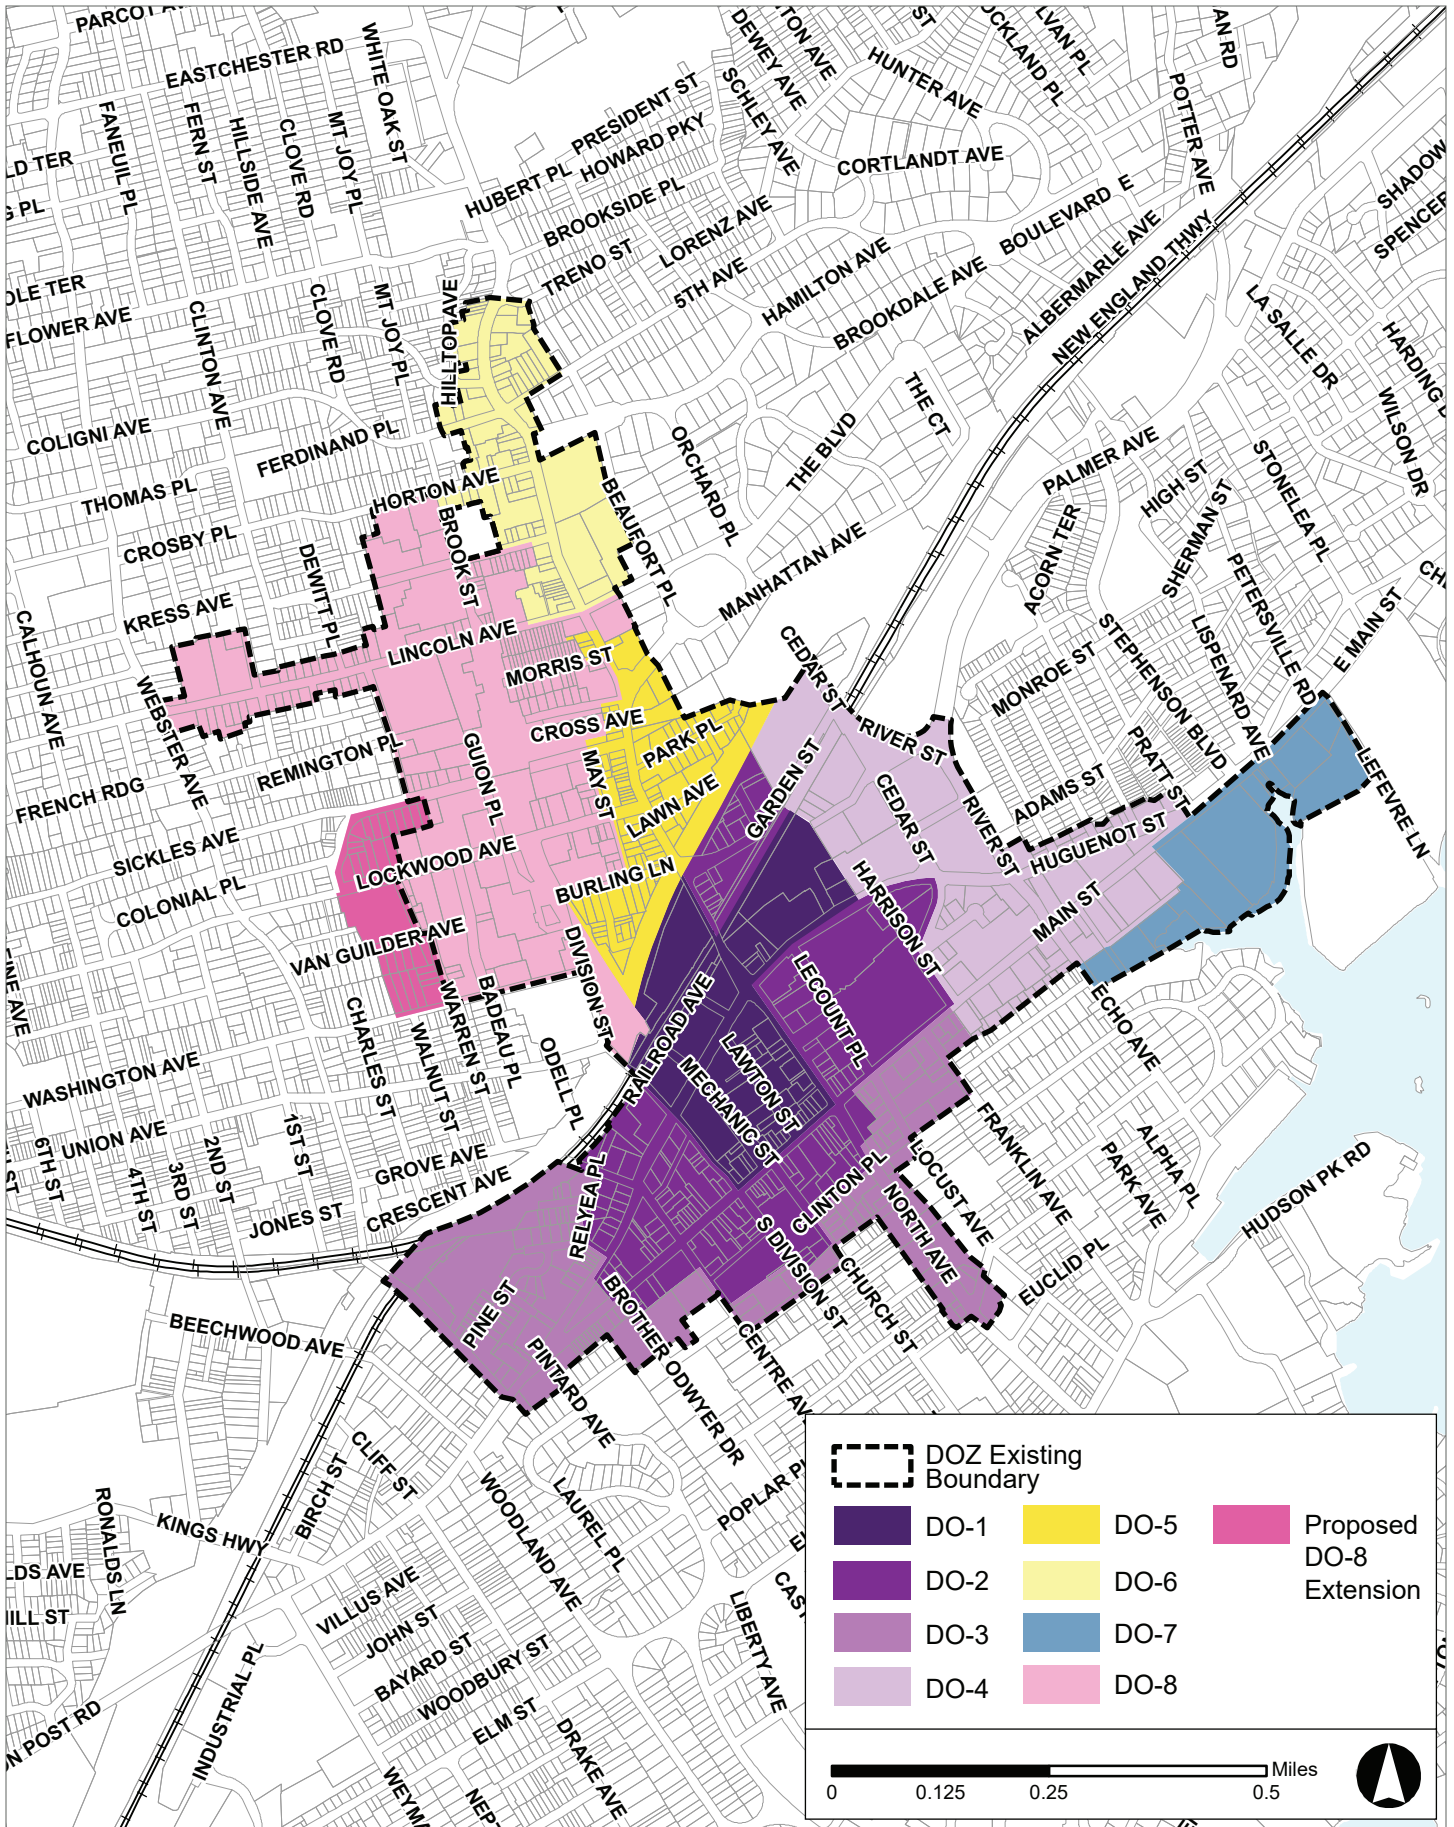 EASTCHESTER RD
WHITE OAK ST
FANEUIL PL
FERN ST
HILLSIDE AVE
CLOVE RD
MT JOY PL
LD TER
HUBERT PL
PRESIDENT ST
HOWARD PKY
BROOKSIDE PL
TRENO ST
LORENZ AVE
5TH AVE
DEWEY AVE
SCHLEY AVE
HUNTER AVE
CORTLANDT AVE
HAMILTON AVE
BROOKDALE AVE
BOULEVARD E
ALBERMARLE AVE
NEW ENGLAND THWY
POTTER AVE
AN RD
SHADOW
SPENCER
LA SALLE DR
HARDING
WILSON DR
OLE TER
FLOWER AVE
CLINTON AVE
CLOVE RD
MT JOY PL
HILLTOP AVE
COLIGNI AVE
FERDINAND PL
THOMAS PL
HORTON AVE
CROSBY PL
BROOK ST
BEAUFORT PL
ORCHARD PL
THE BLVD
THE CT
MANHATTAN AVE
PALMER AVE
HIGH ST
ACORN TER
SHERMAN ST
STONELEA PL
PETERSVILLE RD
LISPENARD AVE
STEPHENSON BLVD
E MAIN ST
MONROE ST
PRATT ST
ADAMS ST
LEFEVRE LN
KRESS AVE
DEWITT PL
CALHOUN AVE
WEBSTER AVE
LINCOLN AVE
MORRIS ST
CROSS AVE
PARK PL
MAY ST
LAWN AVE
BURLING LN
GUION PL
REMINGTON PL
FRENCH RDG
SICKLES AVE
COLONIAL PL
LOCKWOOD AVE
VAN GUILDER AVE
CEDAR ST
RIVER ST
GARDEN ST
CEDAR ST
RIVER ST
HUGUENOT ST
MAIN ST
HARRISON ST
LECOUNT PL
DIVISION ST
RAILROAD AVE
LAWTON ST
MECHANIC ST
ECHO AVE
WARREN ST
BADEAU PL
ODELL PL
WALNUT ST
CHARLES ST
WASHINGTON AVE
UNION AVE
6TH ST
4TH ST
3RD ST
2ND ST
1ST ST
JONES ST
GROVE AVE
CRESCENT AVE
RELYEA PL
CLINTON PL
S DIVISION ST
LOCUST AVE
NORTH AVE
FRANKLIN AVE
ALPHA PL
PARK AVE
HUDSON PK RD
EUCLID PL
CHURCH ST
BEECHWOOD AVE
PINE ST
PINTARD AVE
BROTHER ODWYER DR
CENTRE AV
CLIFF ST
BIRCH ST
KINGS HWY
RONALDS LN
LDS AVE
HILL ST
WOODLAND AVE
LAUREL PL
POPLAR PL
LIBERTY AVE
CAST
VILLUS AVE
JOHN ST
BAYARD ST
WOODBURY ST
ELM ST
DRAKE AVE
INDUSTRIAL PL
N POST RD
WEYMA
NEPT
DOZ Existing
Boundary
DO-1
DO-5
Proposed
DO-8
Extension
DO-2
DO-6
DO-3
DO-7
DO-4
DO-8
Miles
0
0.125
0.25
0.5